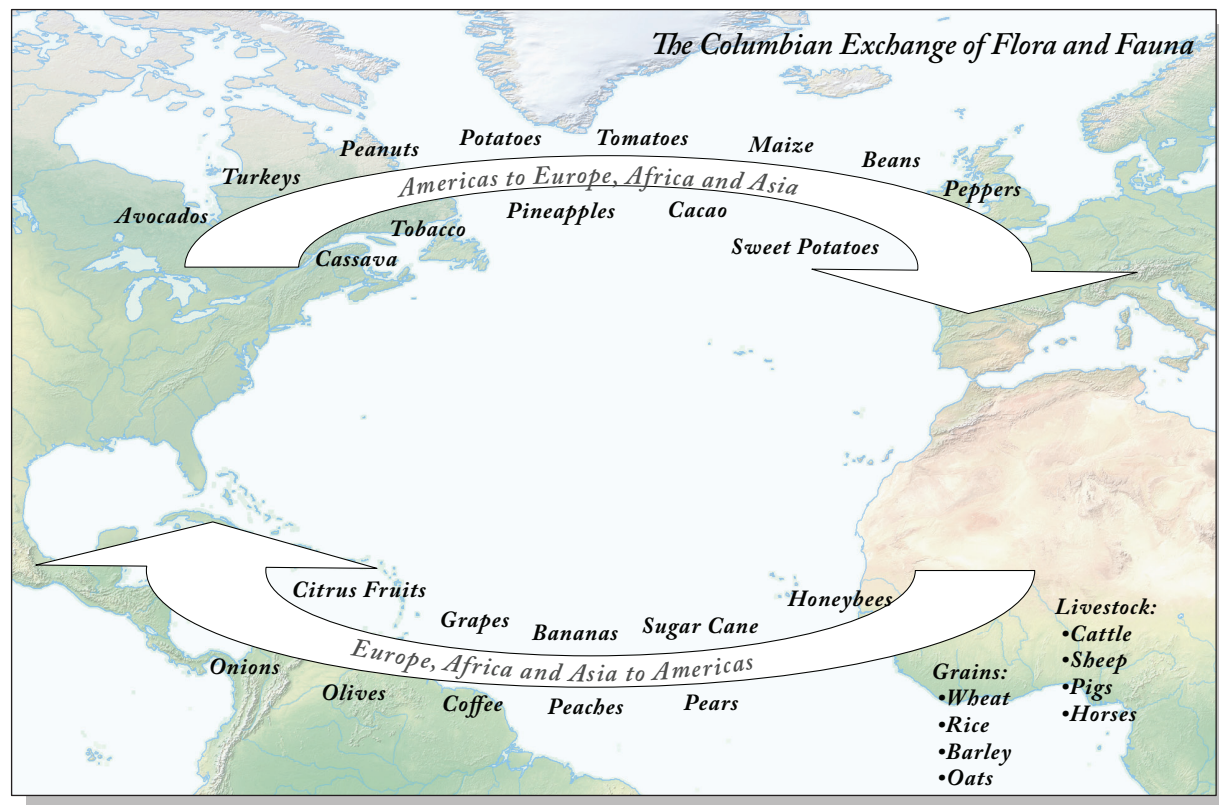 The Columbian Exchange of Flora and Fauna
Avocados
Turkeys
Peanuts
Potatoes
Tomatoes
Maize
Beans
Peppers
Americas to Europe, Africa and Asia
Cassava
Tobacco
Pineapples
Cacao
Sweet Potatoes
Citrus Fruits
Grapes
Bananas
Sugar Cane
Honeybees
Europe, Africa and Asia to Americas
Onions
Olives
Coffee
Peaches
Pears
Grains:
•Wheat
•Rice
•Barley
•Oats
Livestock:
•Cattle
•Sheep
•Pigs
•Horses